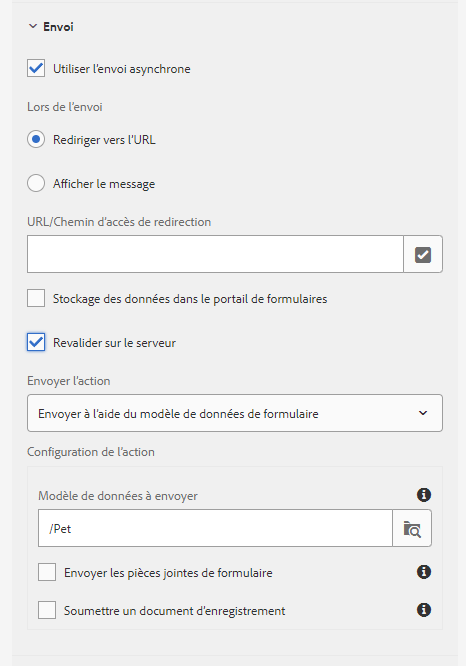 Envoi
Utiliser l'envoi asynchrone
Lors de l'envoi
Rediriger vers l'URL
Afficher le message
URL/Chemin d'accès de redirection
Stockage des données dans le portail de formulaires
Revalider sur le serveur
Envoyer l'action
Envoyer à l'aide du modèle de données de formulaire
Configuration de l'action
Modèle de données à envoyer
/Pet
Envoyer les pièces jointes de formulaire
Soumettre un document d'enregistrement